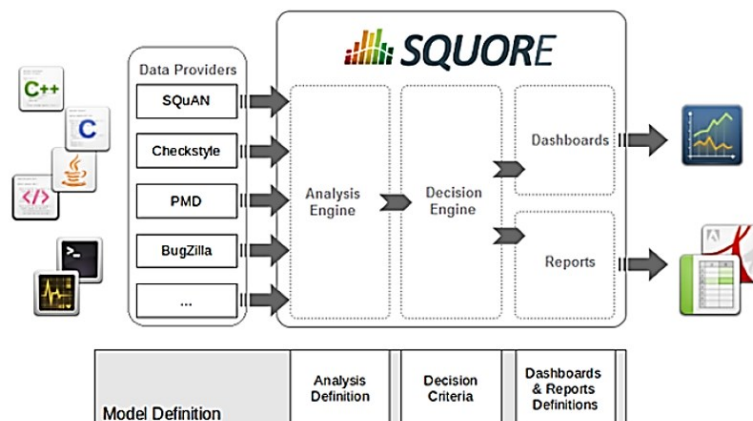 SQUORE
Data Providers
SQuAN
Checkstyle
PMD
BugZilla
...
C++
C
</>
>_
Analysis
Engine
Decision
Engine
Dashboards
Reports
Model Definition
Analysis
Definition
Decision
Criteria
Dashboards
& Reports
Definitions